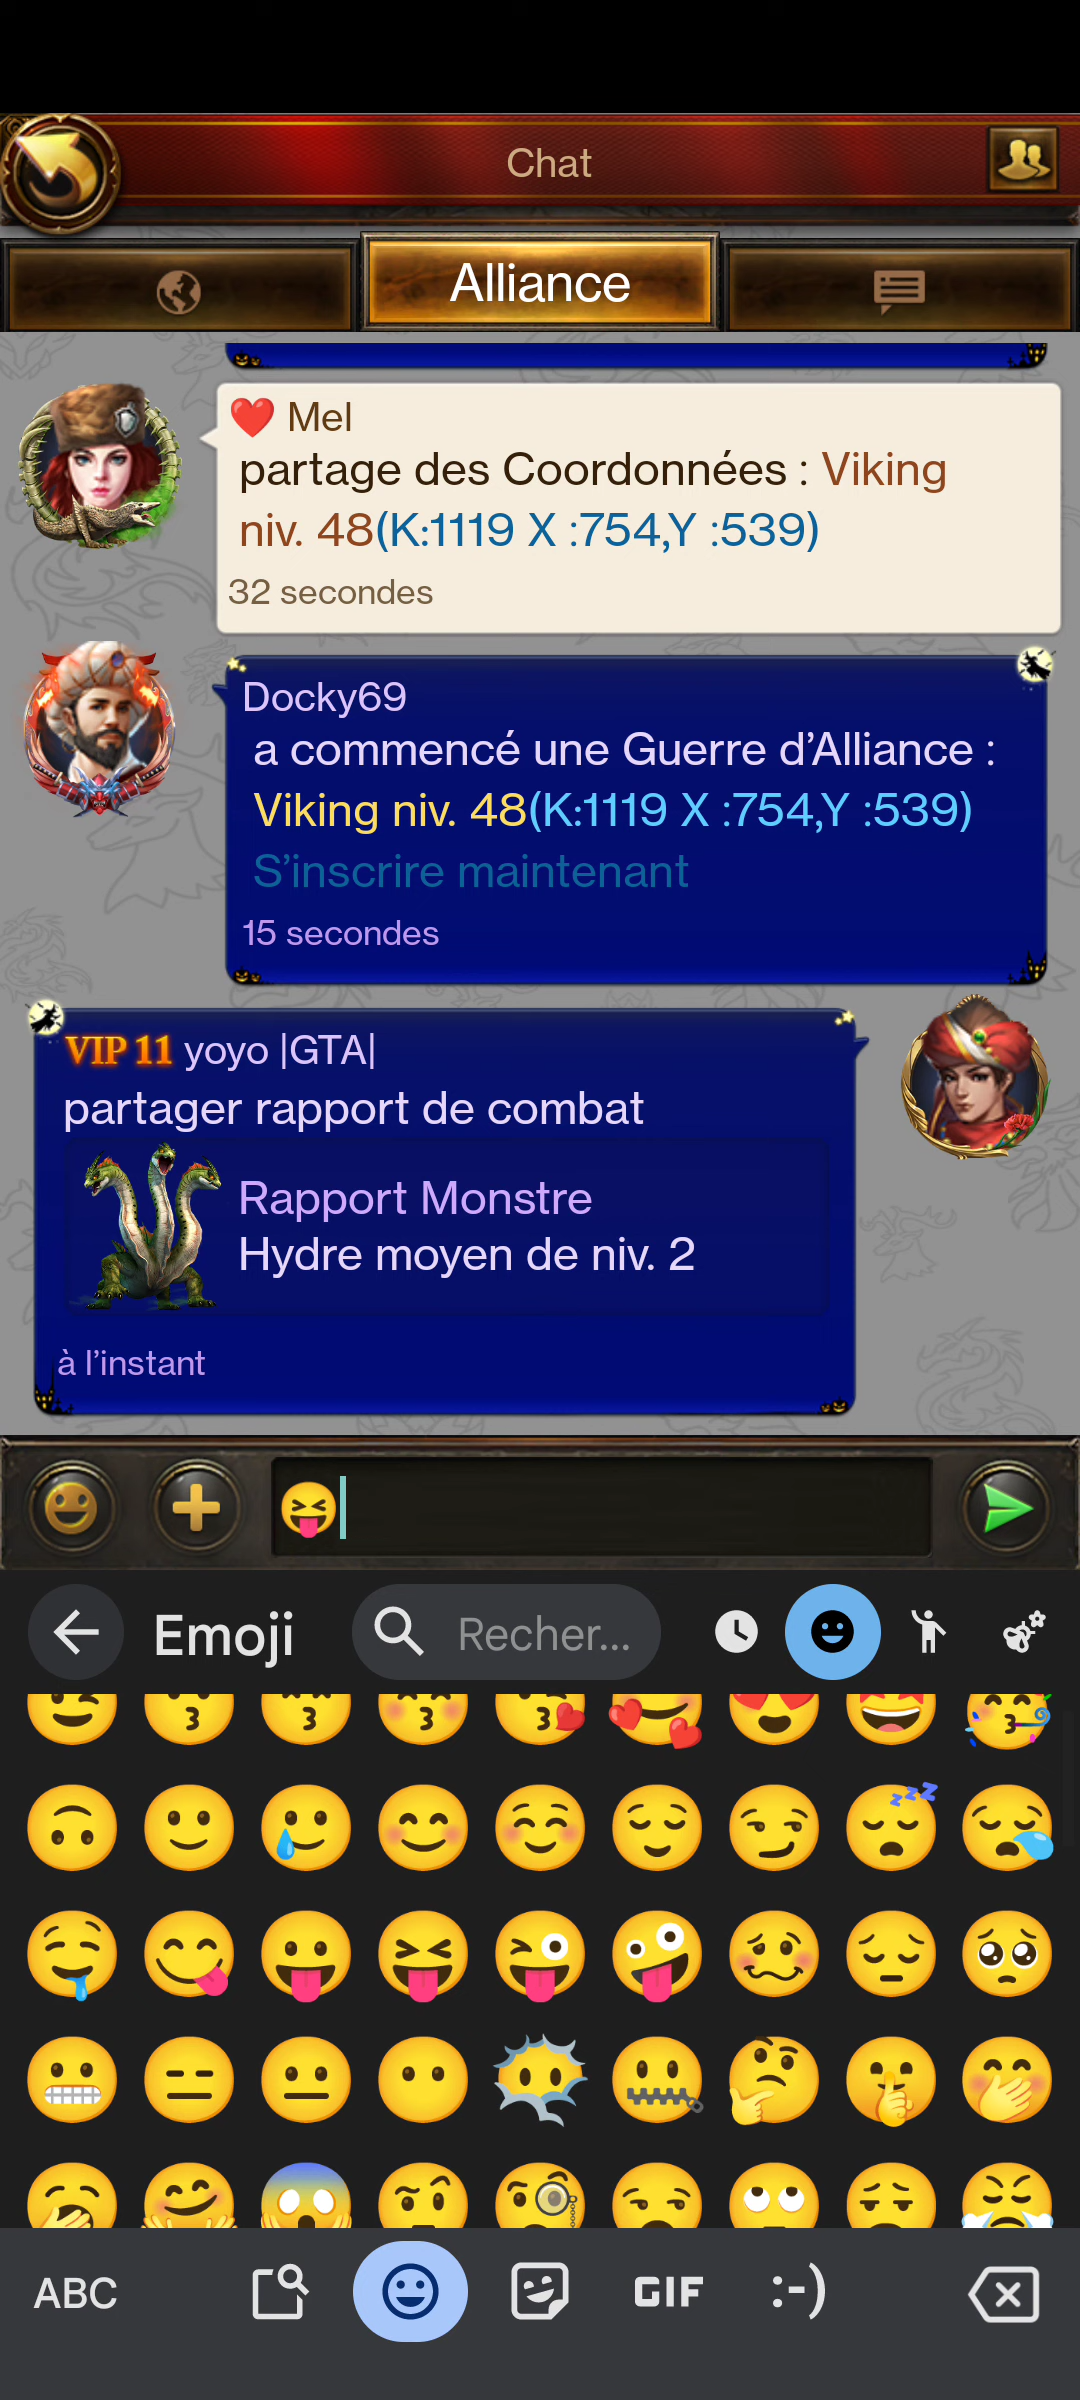 Chat
Alliance
❤️ Mel
partage des Coordonnées : Viking
niv. 48(K:1119 X :754,Y :539)
32 secondes
Docky69
a commencé une Guerre d’Alliance :
Viking niv. 48(K:1119 X :754,Y :539)
S’inscrire maintenant
15 secondes
VIP 11 yoyo |GTA|
partager rapport de combat
Rapport Monstre
Hydre moyen de niv. 2
à l’instant
😝
Emoji
Recher...
ABC
GIF
:-)